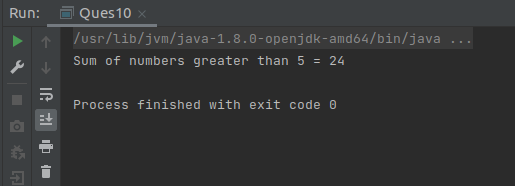 Run: Ques10
/usr/lib/jvm/java-1.8.0-openjdk-amd64/bin/java ...
Sum of numbers greater than 5 = 24
Process finished with exit code 0